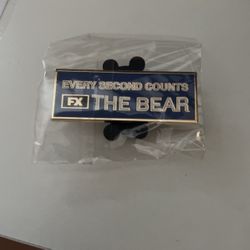 EVERY SECOND COUNTS
FX THE BEAR